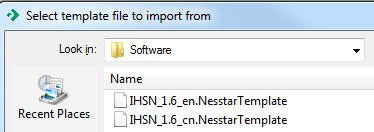 Select template file to import from
Look in: Software
Name
Recent Places
IHSN_1.6_en.NesstarTemplate
IHSN_1.6_cn.NesstarTemplate